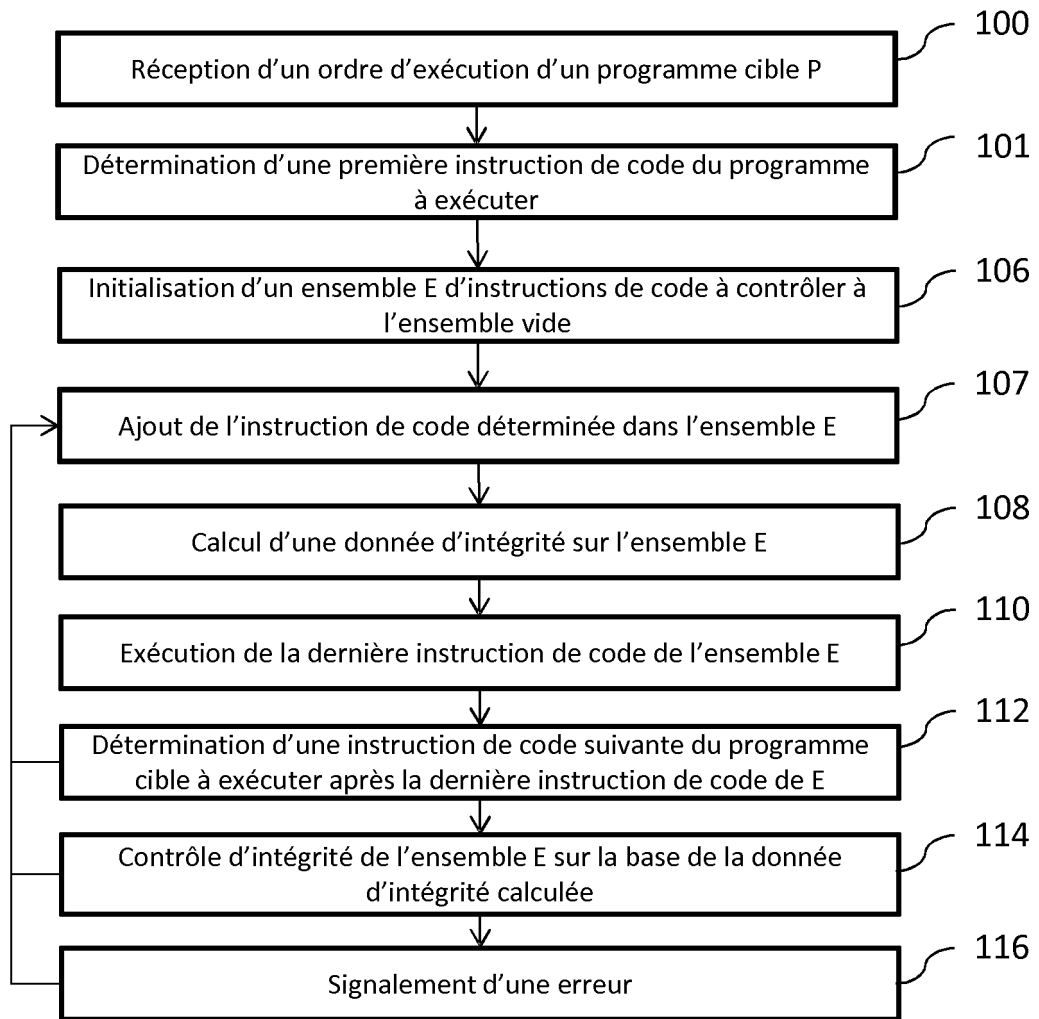 100
Réception d’un ordre d’exécution d’un programme cible P
101
Détermination d’une première instruction de code du programme
à exécuter
106
Initialisation d’un ensemble E d’instructions de code à contrôler à
l’ensemble vide
107
Ajout de l’instruction de code déterminée dans l’ensemble E
108
Calcul d’une donnée d’intégrité sur l’ensemble E
110
Exécution de la dernière instruction de code de l’ensemble E
112
Détermination d’une instruction de code suivante du programme
cible à exécuter après la dernière instruction de code de E
114
Contrôle d’intégrité de l’ensemble E sur la base de la donnée
d’intégrité calculée
116
Signalement d’une erreur